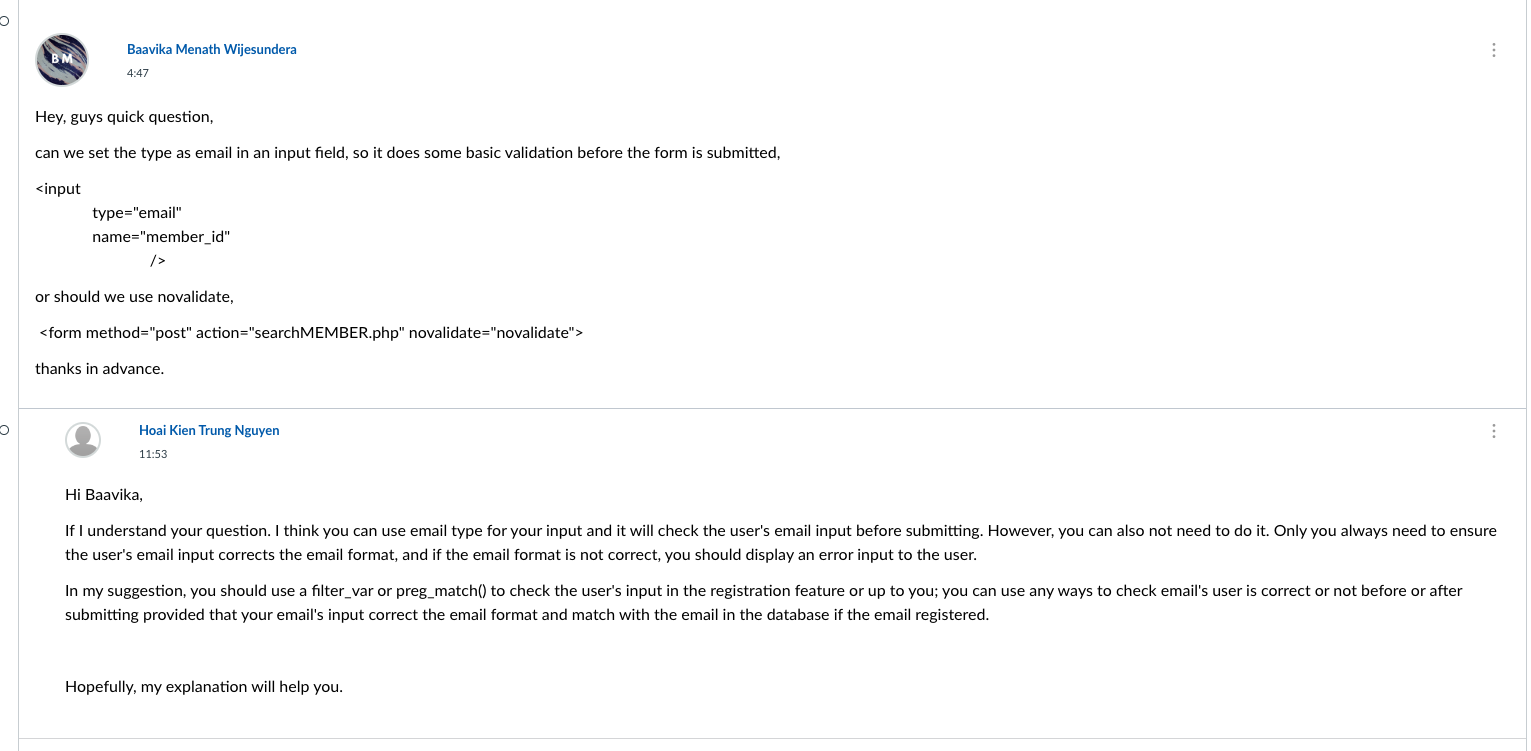 BM
Baavika Menath Wijesundera
4:47
Hey, guys quick question,
can we set the type as email in an input field, so it does some basic validation before the form is submitted,
<input
type="email"
name="member_id"
/>
or should we use novalidate,
<form method="post" action="searchMEMBER.php" novalidate="novalidate">
thanks in advance.
Hoai Kien Trung Nguyen
11:53
Hi Baavika,
If I understand your question. I think you can use email type for your input and it will check the user's email input before submitting. However, you can also not need to do it. Only you always need to ensure
the user's email input corrects the email format, and if the email format is not correct, you should display an error input to the user.
In my suggestion, you should use a filter_var or preg_match() to check the user's input in the registration feature or up to you; you can use any ways to check email's user is correct or not before or after
submitting provided that your email's input correct the email format and match with the email in the database if the email registered.
Hopefully, my explanation will help you.